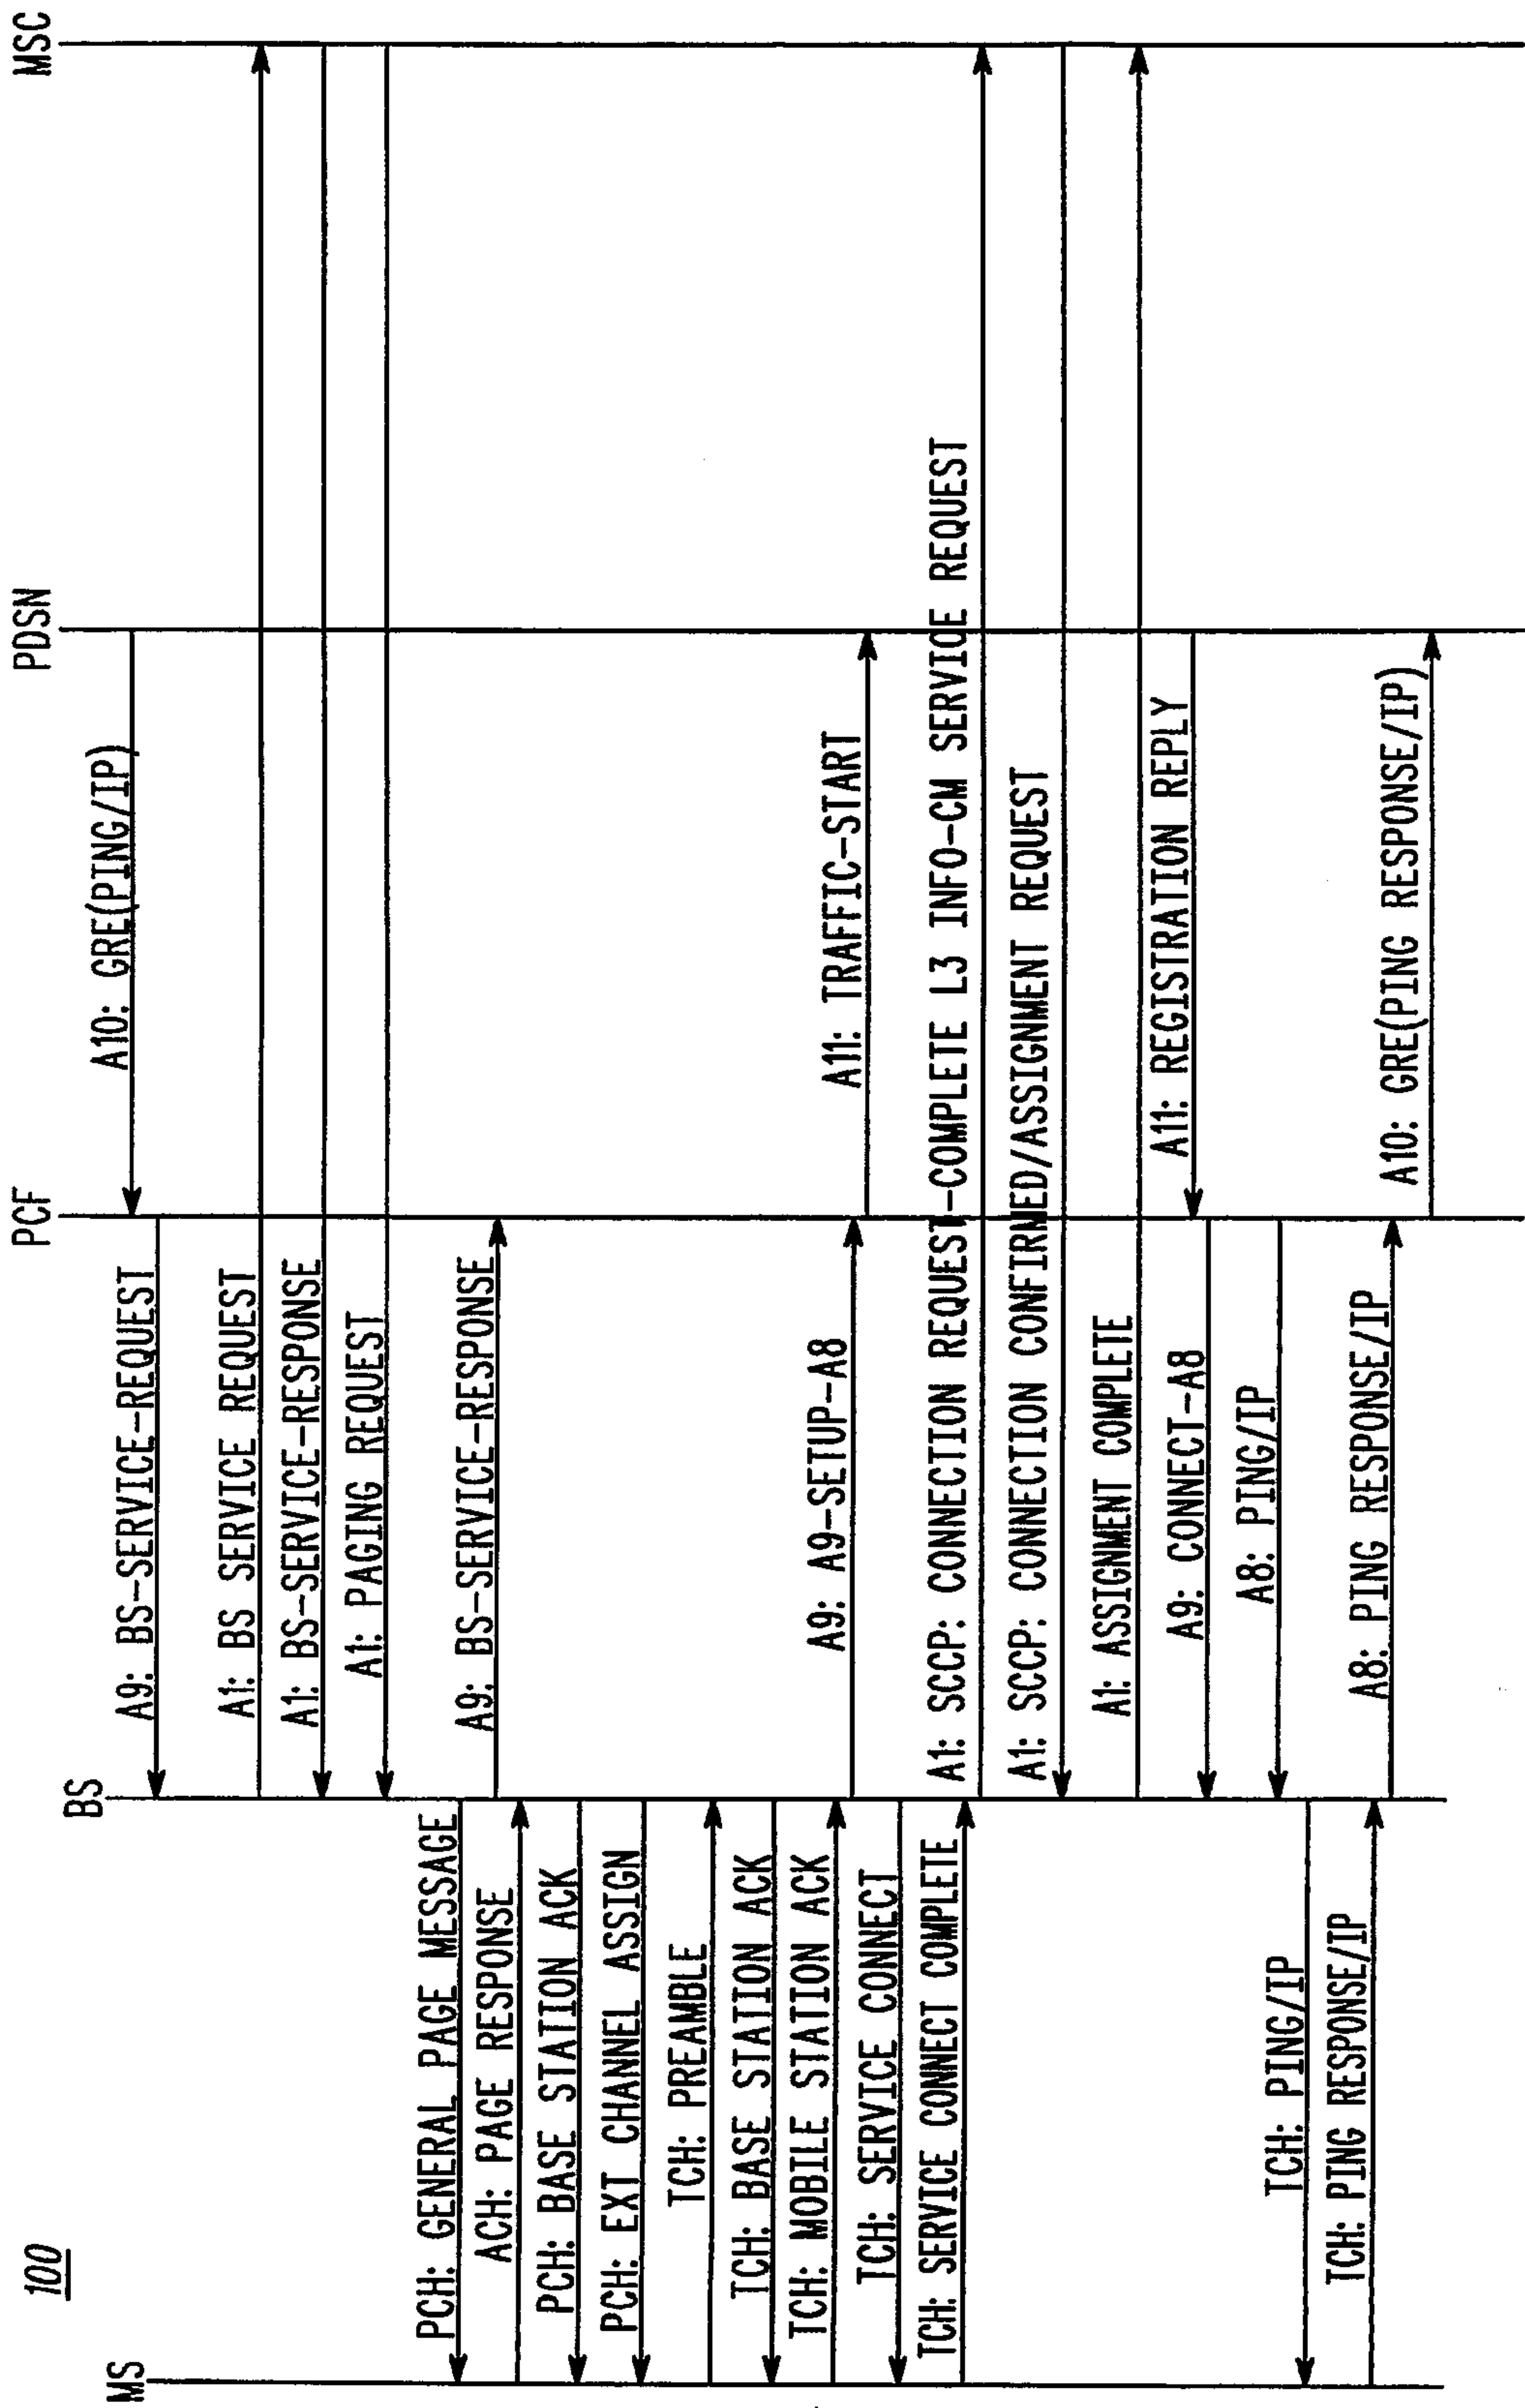 100
MS
BS
PCF
PDSN
MSC
A10: GRE(PING/IP)
A9: BS-SERVICE-REQUEST
A1: BS SERVICE REQUEST
A1: BS-SERVICE-RESPONSE
A1: PAGING REQUEST
PCH: GENERAL PAGE MESSAGE
A9: BS-SERVICE-RESPONSE
ACH: PAGE RESPONSE
PCH: BASE STATION ACK
PCH: EXT CHANNEL ASSIGN
TCH: PREAMBLE
TCH: BASE STATION ACK
TCH: MOBILE STATION ACK
A9: A9-SETUP-A8
A11: TRAFFIC-START
TCH: SERVICE CONNECT
TCH: SERVICE CONNECT COMPLETE
A1: SCCP: CONNECTION REQUEST-COMPLETE L3 INFO-CM SERVICE REQUEST
A1: SCCP: CONNECTION CONFIRMED/ASSIGNMENT REQUEST
A1: ASSIGNMENT COMPLETE
A11: REGISTRATION REPLY
A9: CONNECT-A8
A8: PING/IP
TCH: PING/IP
TCH: PING RESPONSE/IP
A8: PING RESPONSE/IP
A10: GRE(PING RESPONSE/IP)